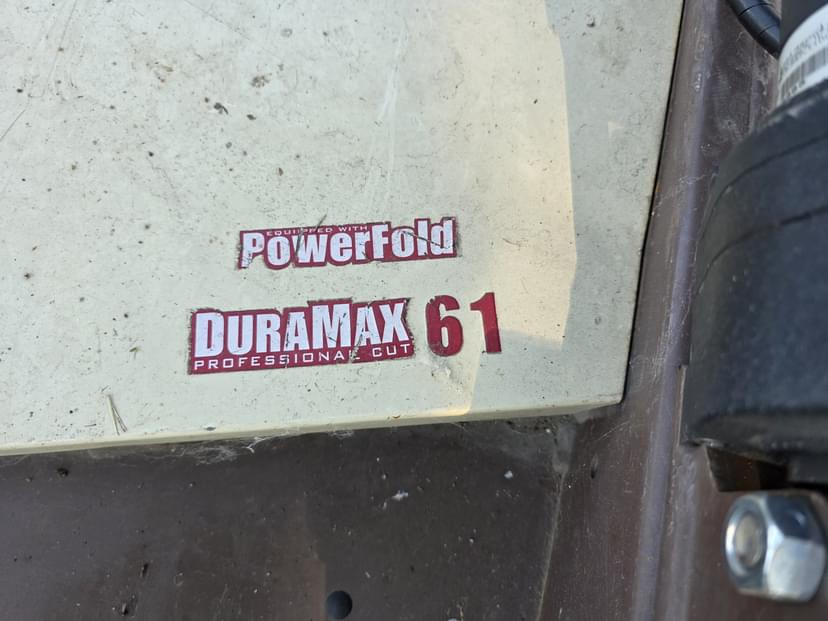 EQUIPPED WITH
PowerFold
DURAMAX 61
PROFESSIONAL CUT